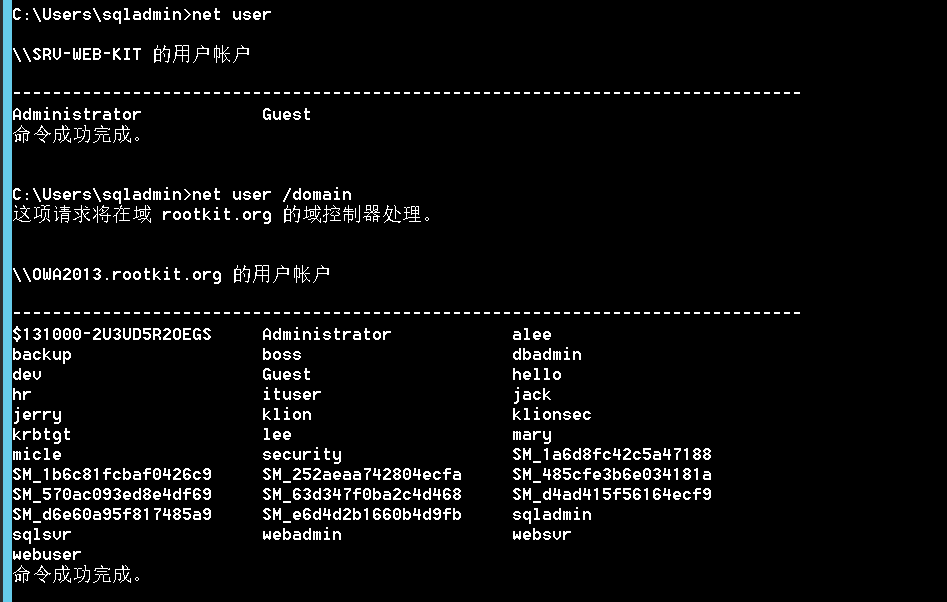 C:\Users\sqladmin>net user
\\SRV-WEB-KIT 的用户帐户
-------------------------------------------------------------------------------
Administrator Guest
命令成功完成。
C:\Users\sqladmin>net user /domain
这项请求将在域 rootkit.org 的域控制器处理。
\\OWA2013.rootkit.org 的用户帐户
-------------------------------------------------------------------------------
$131000-2U3UD5R2OEGS Administrator alee
backup boss dbadmin
dev Guest hello
hr ituser jack
jerry klion klionsec
krbtgt lee mary
micle security SM_1a6d8fc42c5a47188
SM_1b6c81fcbaf0426c9 SM_252aeaa742804ecfa SM_485cfe3b6e034181a
SM_570ac093ed8e4df69 SM_63d347f0ba2c4d468 SM_d4ad415f56164ecf9
SM_d6e60a95f817485a9 SM_e6d4d2b1660b4d9fb sqladmin
sqlsvr webadmin websvr
webuser
命令成功完成。